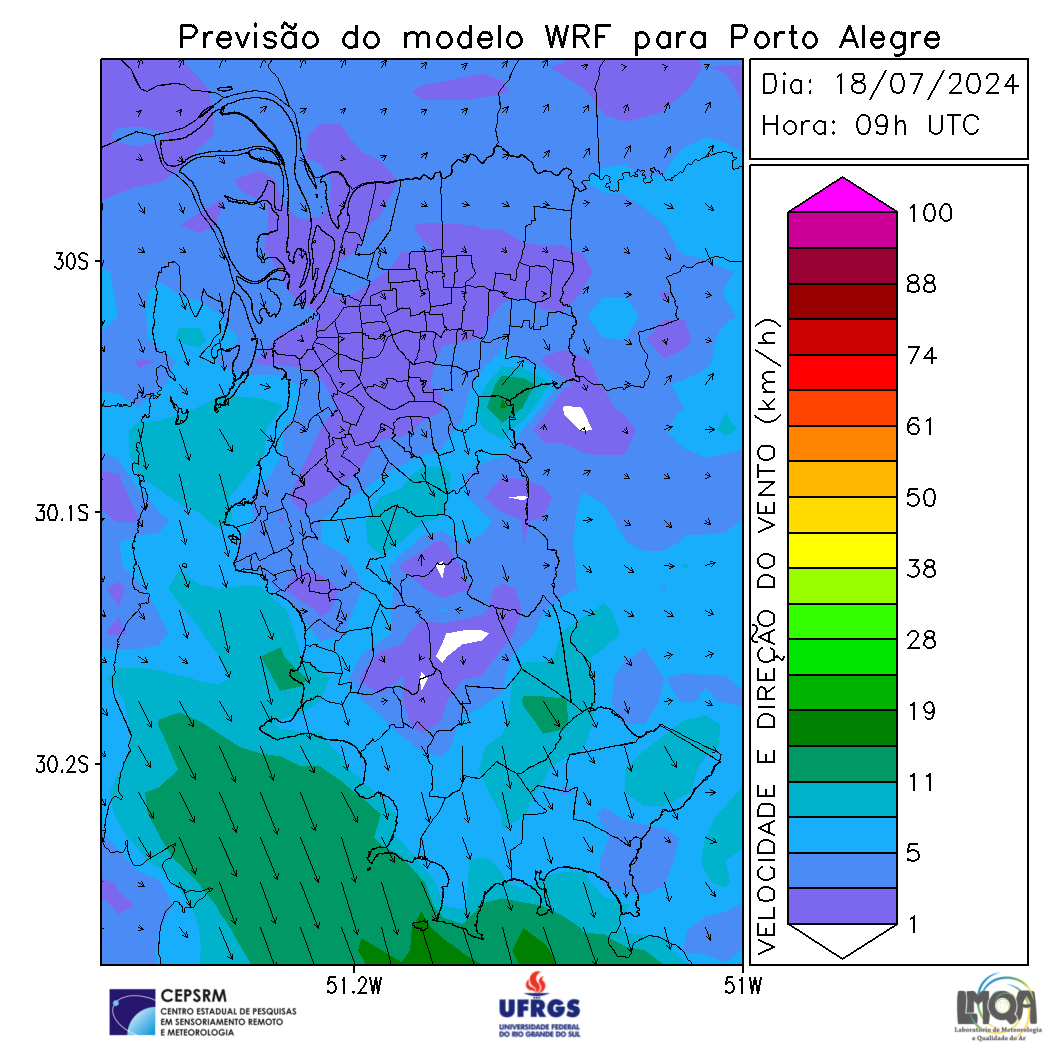 Previsão do modelo WRF para Porto Alegre
Dia: 18/07/2024
Hora: 09h UTC
30S
30.1S
30.2S
51.2W
51W
VELOCIDADE E DIREÇÃO DO VENTO (km/h)
100
88
74
61
50
38
28
19
11
5
1
CEPSRM
CENTRO ESTADUAL DE PESQUISAS
EM SENSORIAMENTO REMOTO
E METEOROLOGIA
UFRGS
UNIVERSIDADE FEDERAL
DO RIO GRANDE DO SUL
LMQA
Laboratório de Meteorologia
e Qualidade do Ar